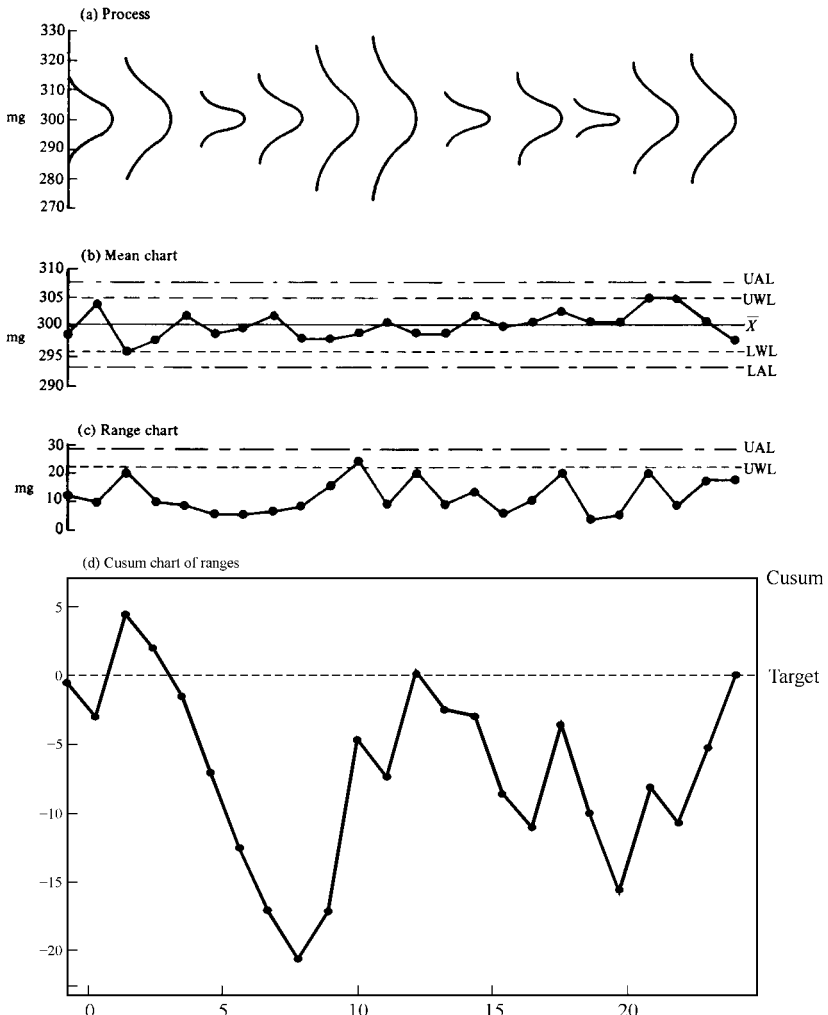 (a) Process
330
320
310
mg 300
290
280
270
(b) Mean chart
310
UAL
305
UWL
300
X̅
mg
295
LWL
290
LAL
(c) Range chart
30
UAL
20
UWL
mg
10
0
(d) Cusum chart of ranges
Cusum
5
0
Target
−5
−10
−15
−20
0 5 10 15 20